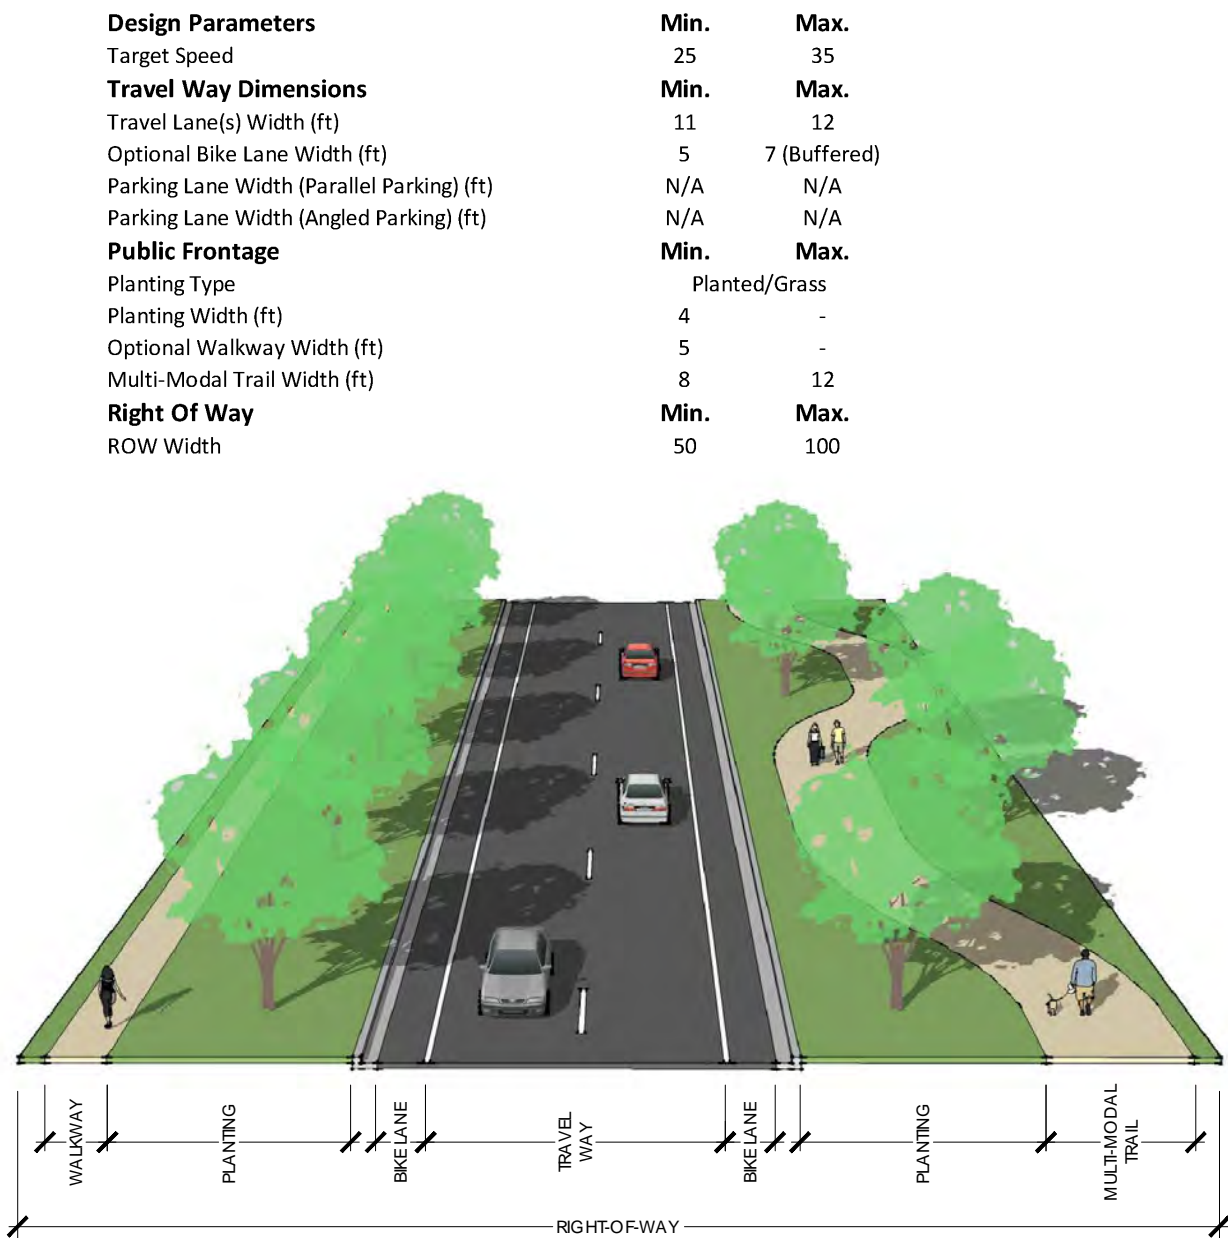 Design Parameters Min. Max.
Target Speed 25 35
Travel Way Dimensions Min. Max.
Travel Lane(s) Width (ft) 11 12
Optional Bike Lane Width (ft) 5 7 (Buffered)
Parking Lane Width (Parallel Parking) (ft) N/A N/A
Parking Lane Width (Angled Parking) (ft) N/A N/A
Public Frontage Min. Max.
Planting Type Planted/Grass
Planting Width (ft) 4 -
Optional Walkway Width (ft) 5 -
Multi-Modal Trail Width (ft) 8 12
Right Of Way Min. Max.
ROW Width 50 100
WALKWAY
PLANTING
BIKE LANE
TRAVEL
WAY
BIKE LANE
PLANTING
MULTI-MODAL
TRAIL
RIGHT-OF-WAY